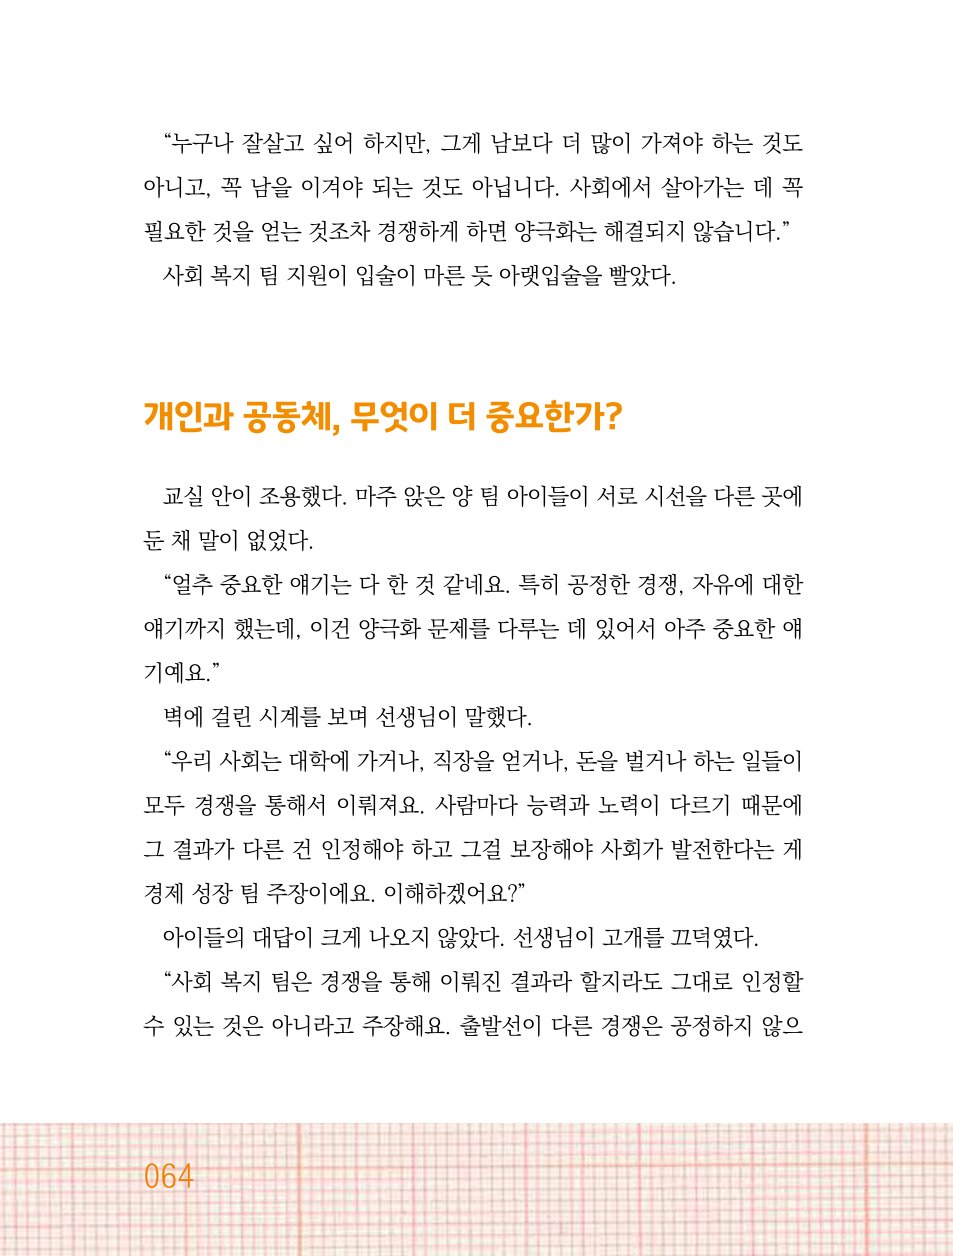 “누구나 잘살고 싶어 하지만, 그게 남보다 더 많이 가져야 하는 것도
아니고, 꼭 남을 이겨야 되는 것도 아닙니다. 사회에서 살아가는 데 꼭
필요한 것을 얻는 것조차 경쟁하게 하면 양극화는 해결되지 않습니다.”
사회 복지 팀 지원이 입술이 마른 듯 아랫입술을 빨았다.
개인과 공동체, 무엇이 더 중요한가?
교실 안이 조용했다. 마주 앉은 양 팀 아이들이 서로 시선을 다른 곳에
둔 채 말이 없었다.
“얼추 중요한 얘기는 다 한 것 같네요. 특히 공정한 경쟁, 자유에 대한
얘기까지 했는데, 이건 양극화 문제를 다루는 데 있어서 아주 중요한 얘
기예요.”
벽에 걸린 시계를 보며 선생님이 말했다.
“우리 사회는 대학에 가거나, 직장을 얻거나, 돈을 벌거나 하는 일들이
모두 경쟁을 통해서 이뤄져요. 사람마다 능력과 노력이 다르기 때문에
그 결과가 다른 건 인정해야 하고 그걸 보장해야 사회가 발전한다는 게
경제 성장 팀 주장이에요. 이해하겠어요?”
아이들의 대답이 크게 나오지 않았다. 선생님이 고개를 끄덕였다.
“사회 복지 팀은 경쟁을 통해 이뤄진 결과라 할지라도 그대로 인정할
수 있는 것은 아니라고 주장해요. 출발선이 다른 경쟁은 공정하지 않으
064